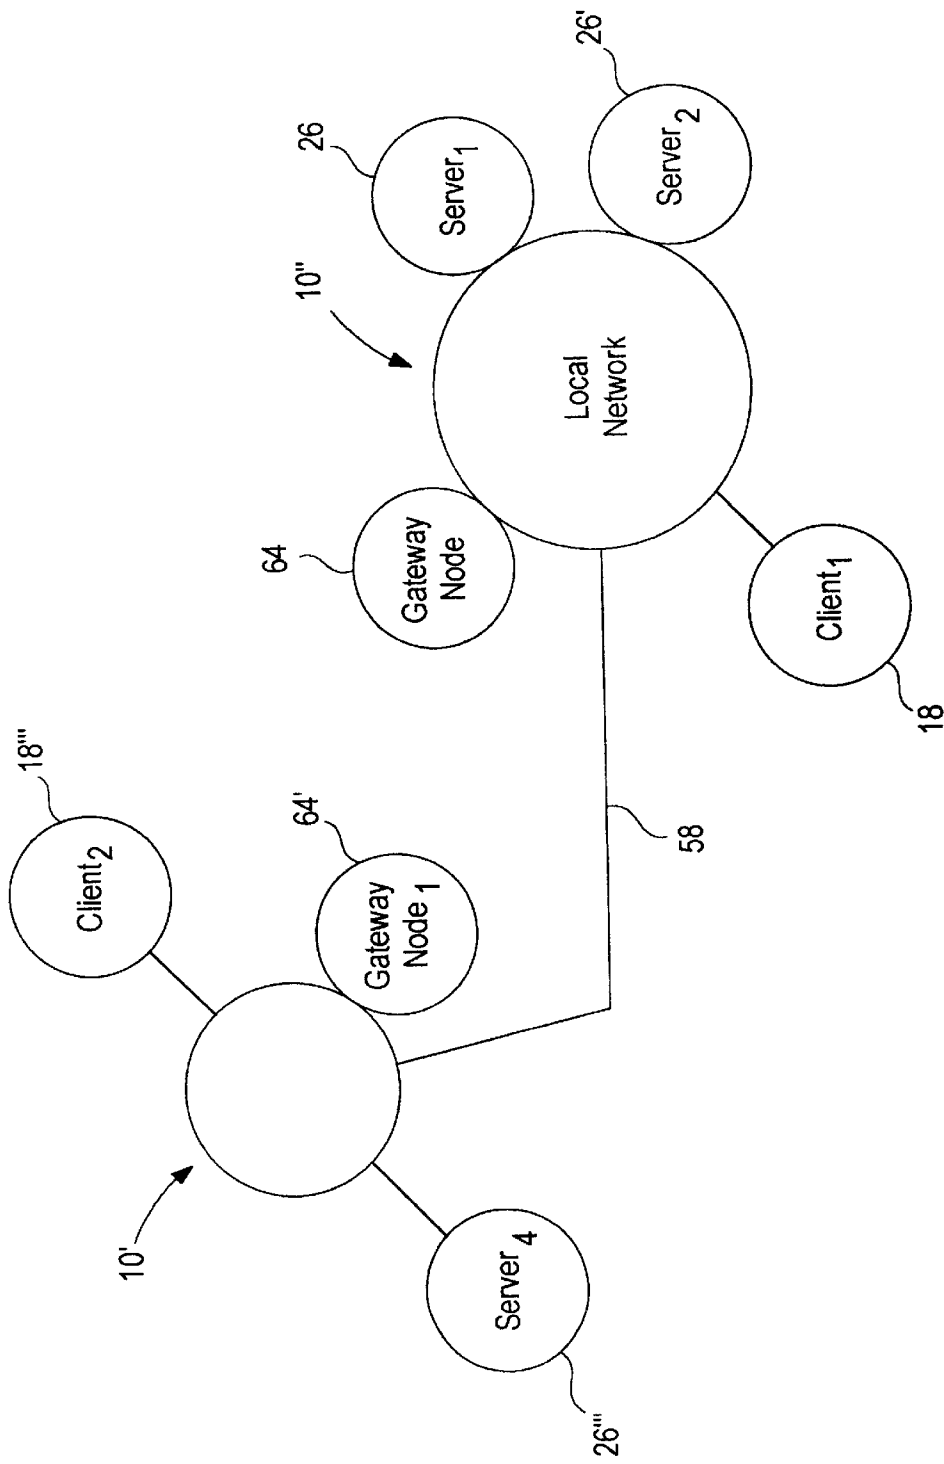 18'''
Client2
10'
64
64'
10"
26
Gateway
Node1
Gateway
Node
Server1
Server4
26'''
Local
Network
26'
Server2
58
Client1
18